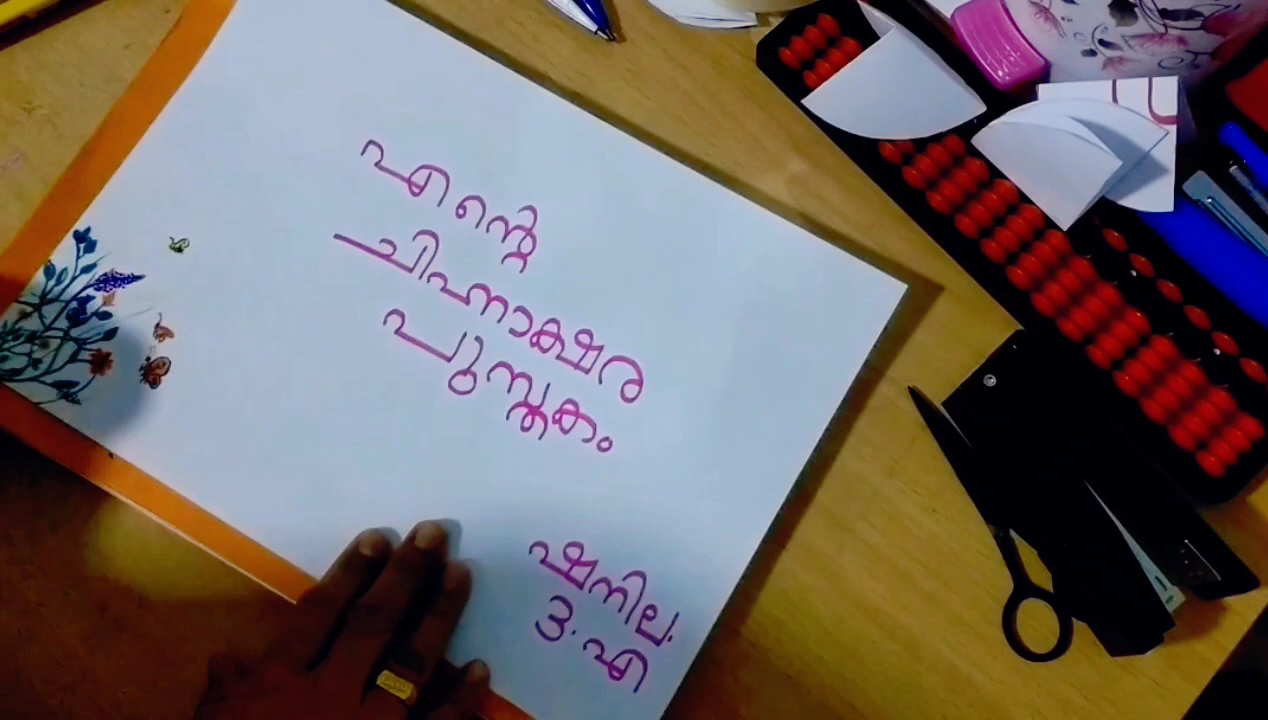 എന്റെ
ചിഹ്നാക്ഷര
പുസ്തകം
ഷനില.
3. എ